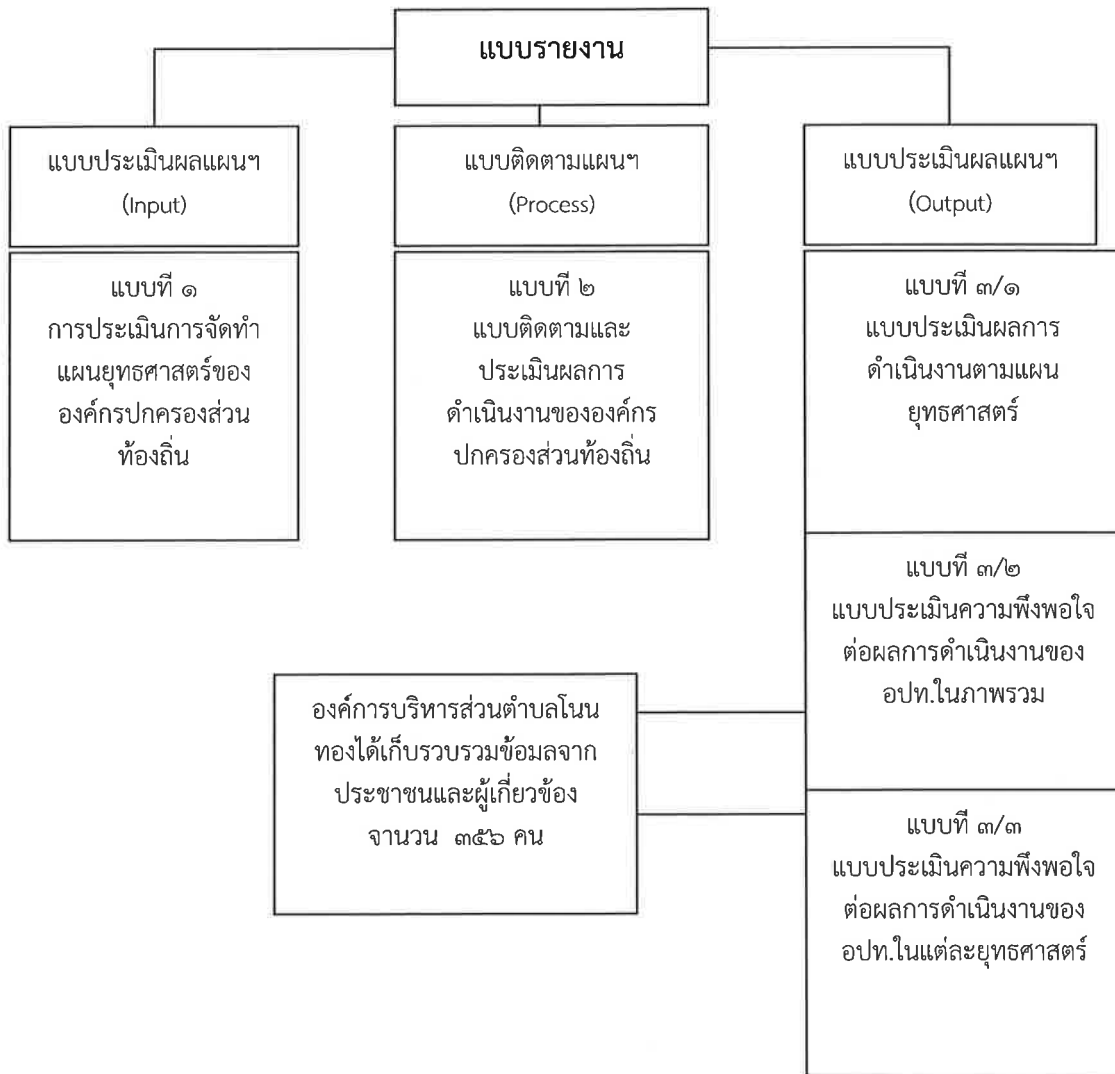 แบบรายงาน
แบบประเมินผลแผนฯ
(Input)
แบบติดตามแผนฯ
(Process)
แบบประเมินผลแผนฯ
(Output)
แบบที่ ๑
การประเมินการจัดทำ
แผนยุทธศาสตร์ของ
องค์กรปกครองส่วน
ท้องถิ่น
แบบที่ ๒
แบบติดตามและ
ประเมินผลการ
ดำเนินงานขององค์กร
ปกครองส่วนท้องถิ่น
แบบที่ ๓/๑
แบบประเมินผลการ
ดำเนินงานตามแผน
ยุทธศาสตร์
แบบที่ ๓/๒
แบบประเมินความพึงพอใจ
ต่อผลการดำเนินงานของ
อปท.ในภาพรวม
องค์การบริหารส่วนตำบลโนน
ทองได้เก็บรวบรวมข้อมลจาก
ประชาชนและผู้เกี่ยวข้อง
จานวน ๓๕๖ คน
แบบที่ ๓/๓
แบบประเมินความพึงพอใจ
ต่อผลการดำเนินงานของ
อปท.ในแต่ละยุทธศาสตร์